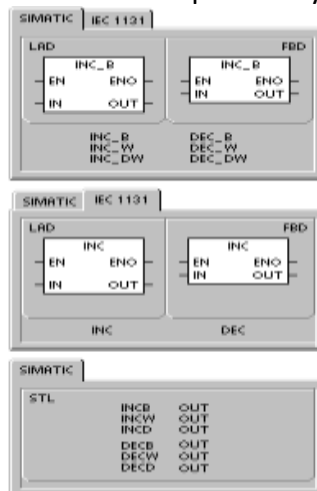 SIMATIC IEC 1131
LAD FBD
INC_B INC_B
EN ENO EN ENO
IN OUT IN OUT
INC_B DEC_B
INC_W DEC_W
INC_DW DEC_DW
SIMATIC IEC 1131
LAD FBD
INC INC
EN ENO EN ENO
IN OUT IN OUT
INC DEC
SIMATIC
STL
INCB OUT
INCW OUT
INCD OUT
DECB OUT
DECW OUT
DECD OUT